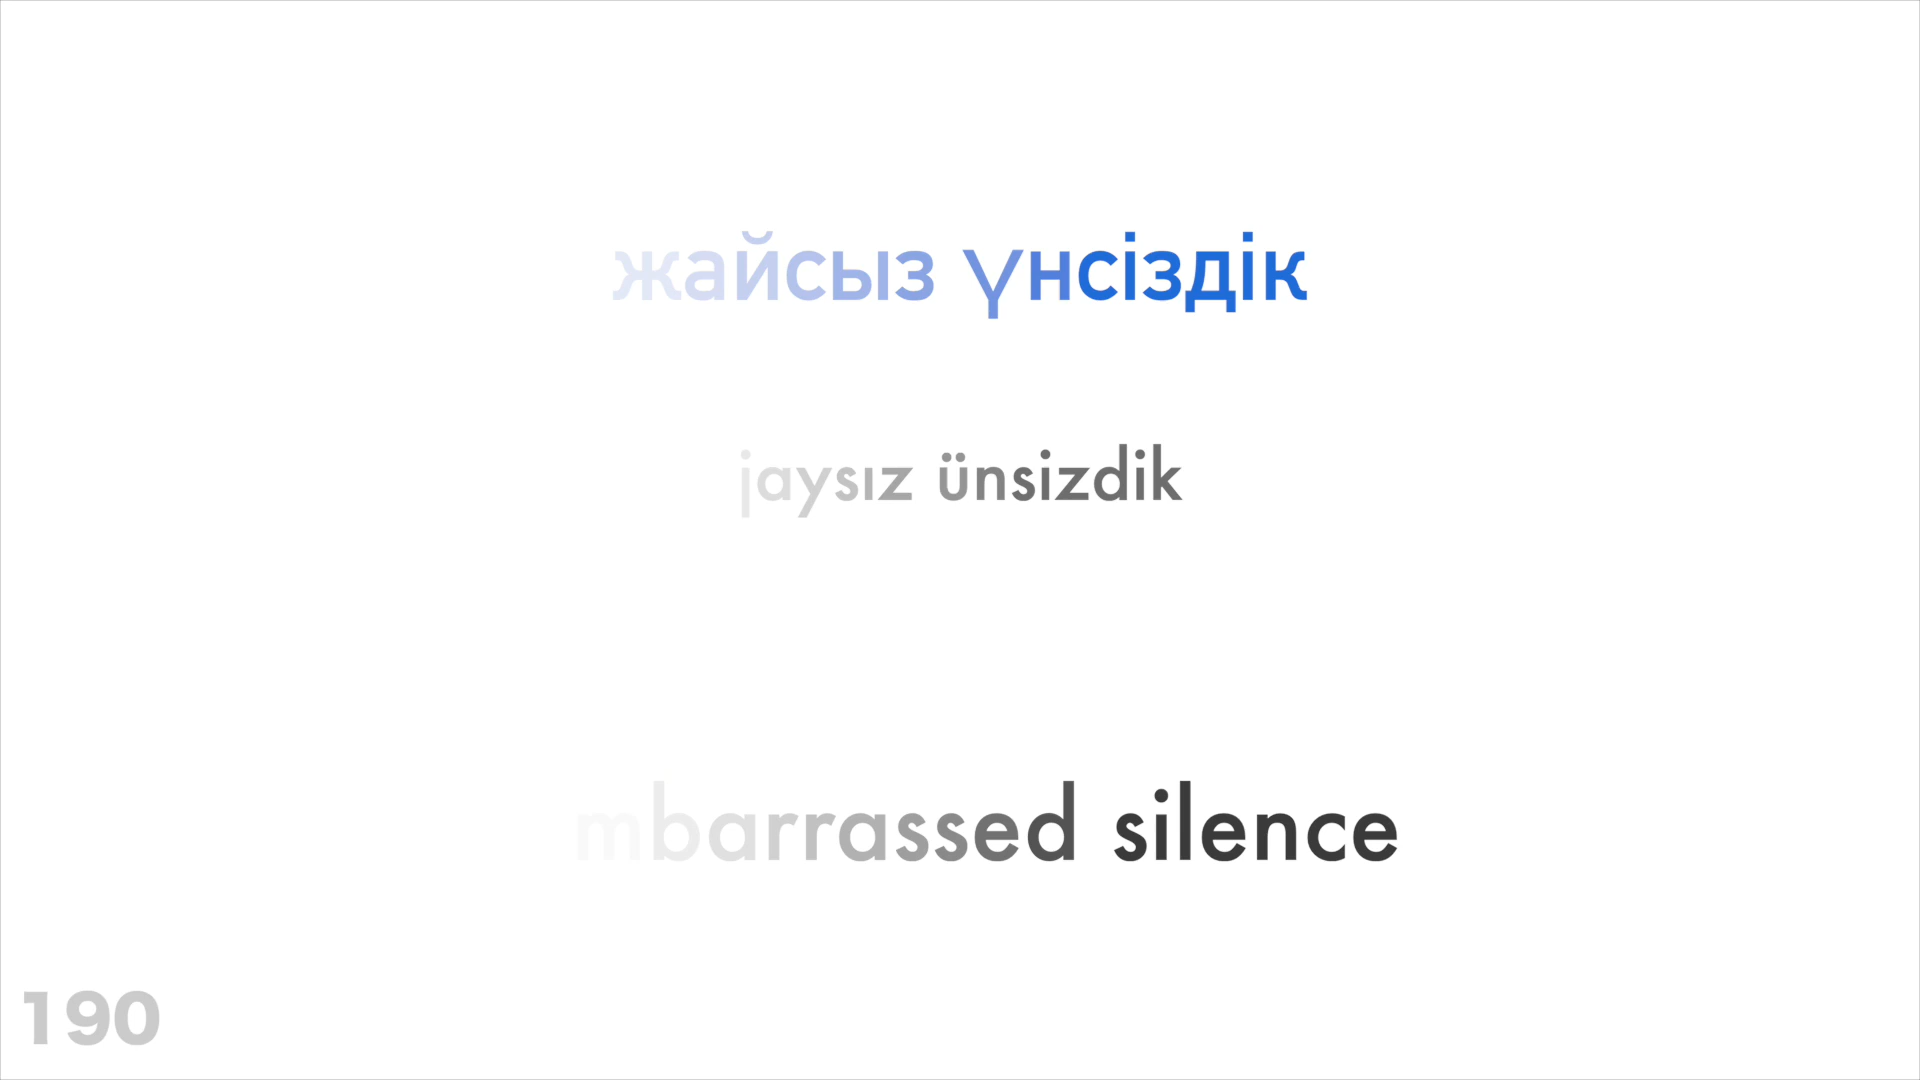 жайсыз үнсіздік
jaysız ünsizdik
mbarrassed silence
190